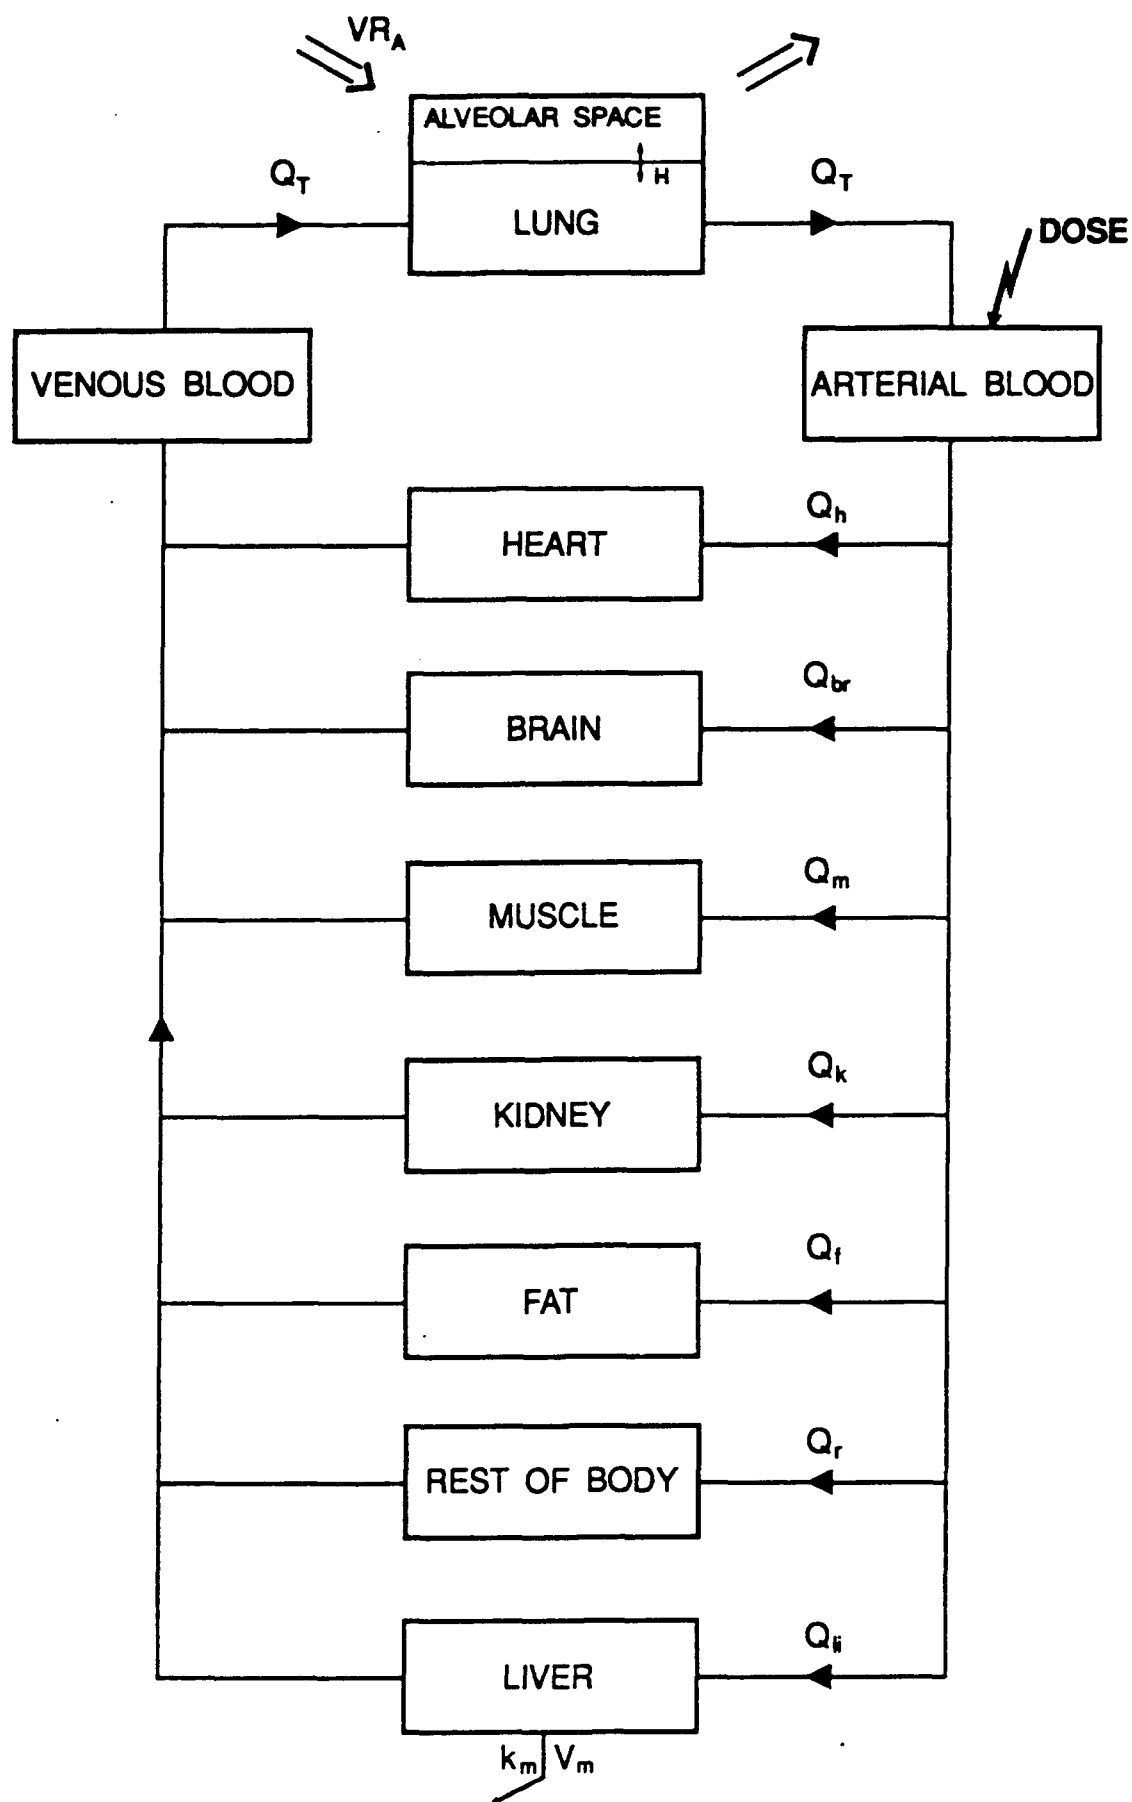 VR_A
ALVEOLAR SPACE
H
Q_T
Q_T
LUNG
DOSE
VENOUS BLOOD
ARTERIAL BLOOD
Q_h
HEART
Q_br
BRAIN
Q_m
MUSCLE
Q_k
KIDNEY
Q_f
FAT
Q_r
REST OF BODY
Q_li
LIVER
k_m V_m